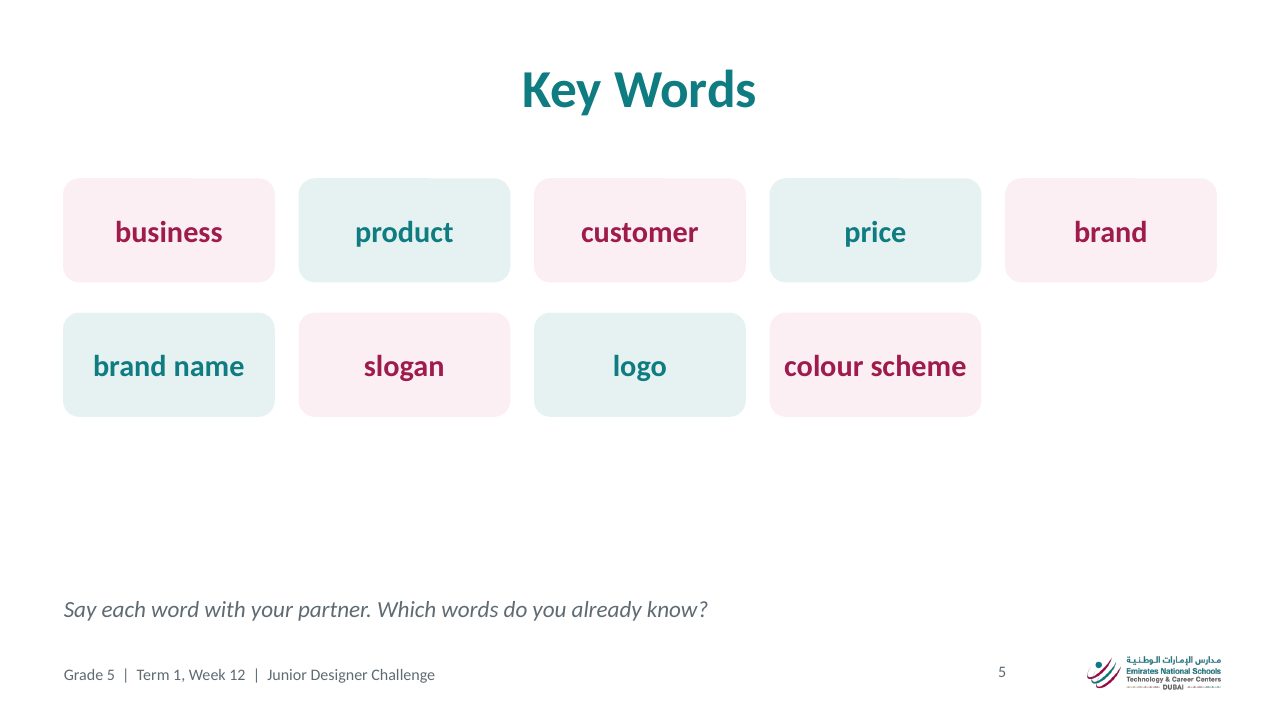 Key Words
business
product
customer
price
brand
brand name
slogan
logo
colour scheme
Say each word with your partner. Which words do you already know?
Grade 5 | Term 1, Week 12 | Junior Designer Challenge
5
مدارس الإمارات الوطنية
Emirates National Schools
Technology & Career Centers
DUBAI